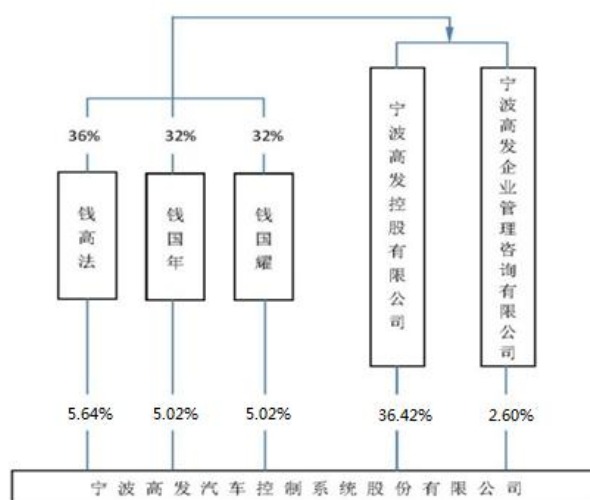 36%
32%
32%
钱高法
钱国年
钱国耀
宁波高发控股有限公司
宁波高发企业管理咨询有限公司
5.64%
5.02%
5.02%
36.42%
2.60%
宁波高发汽车控制系统股份有限公司